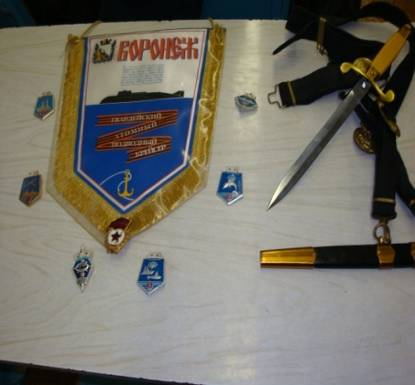 ВОРОНЕЖ
ГВАРДЕЙСКИЙ
АТОМНЫЙ
ПОДВОДНЫЙ
КРЕЙСЕР